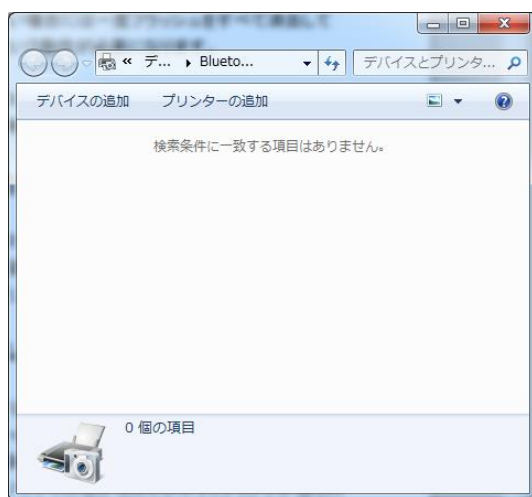 « デ... ▸ Blueto...
デバイスとプリンタ...
デバイスの追加 プリンターの追加
検索条件に一致する項目はありません。
0 個の項目